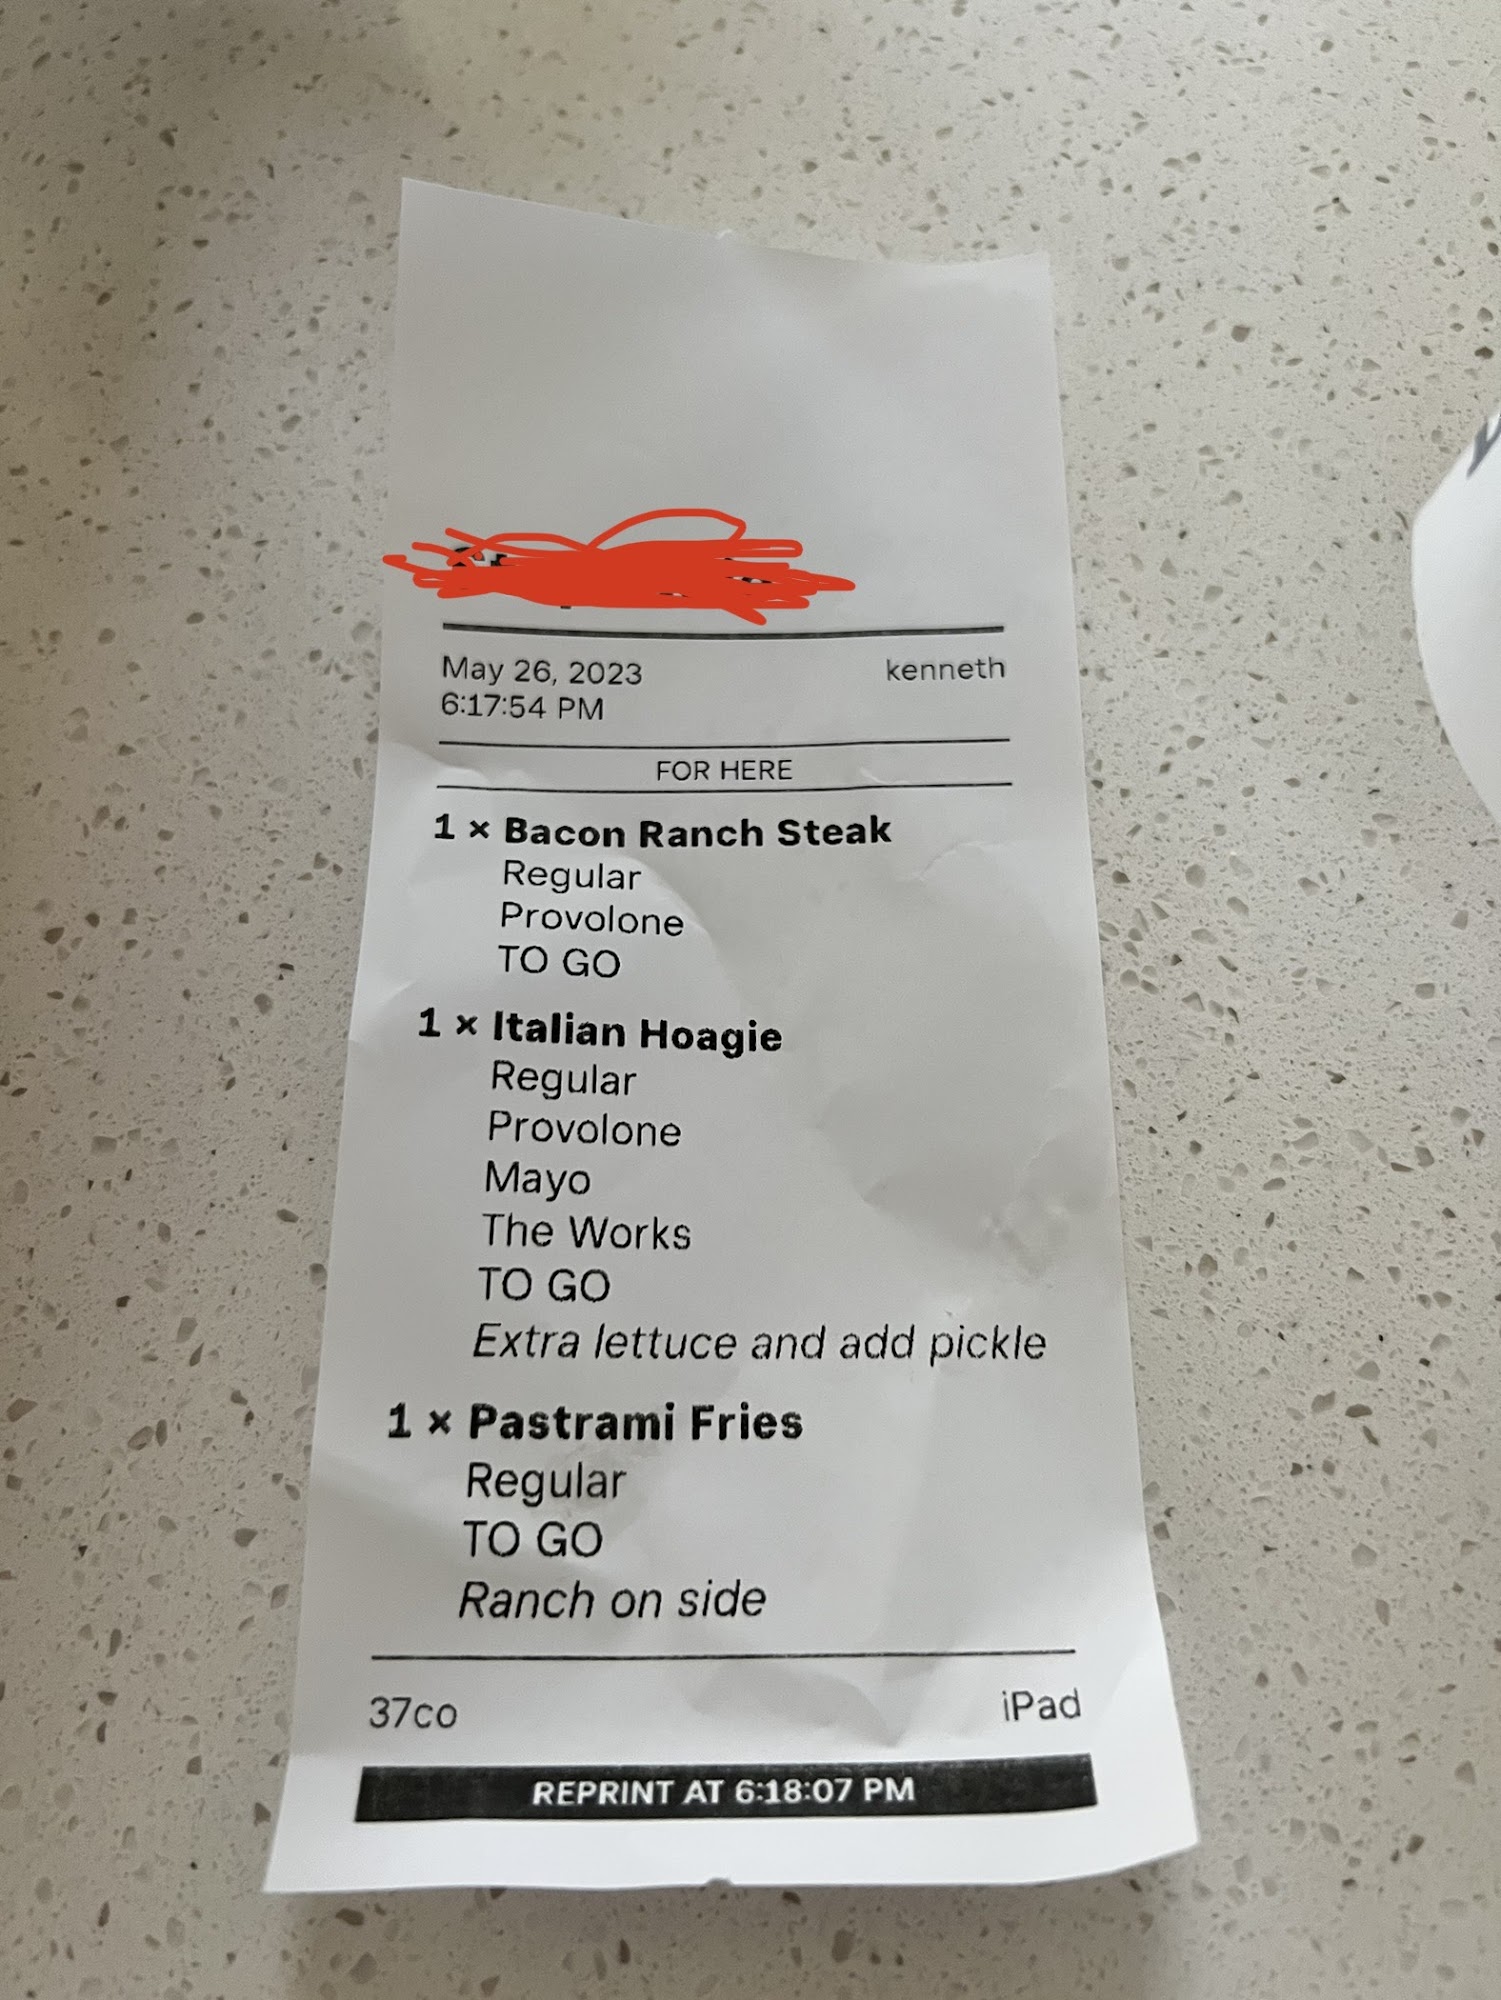 May 26, 2023 kenneth
6:17:54 PM
FOR HERE
1 × Bacon Ranch Steak
Regular
Provolone
TO GO
1 × Italian Hoagie
Regular
Provolone
Mayo
The Works
TO GO
Extra lettuce and add pickle
1 × Pastrami Fries
Regular
TO GO
Ranch on side
37co iPad
REPRINT AT 6:18:07 PM